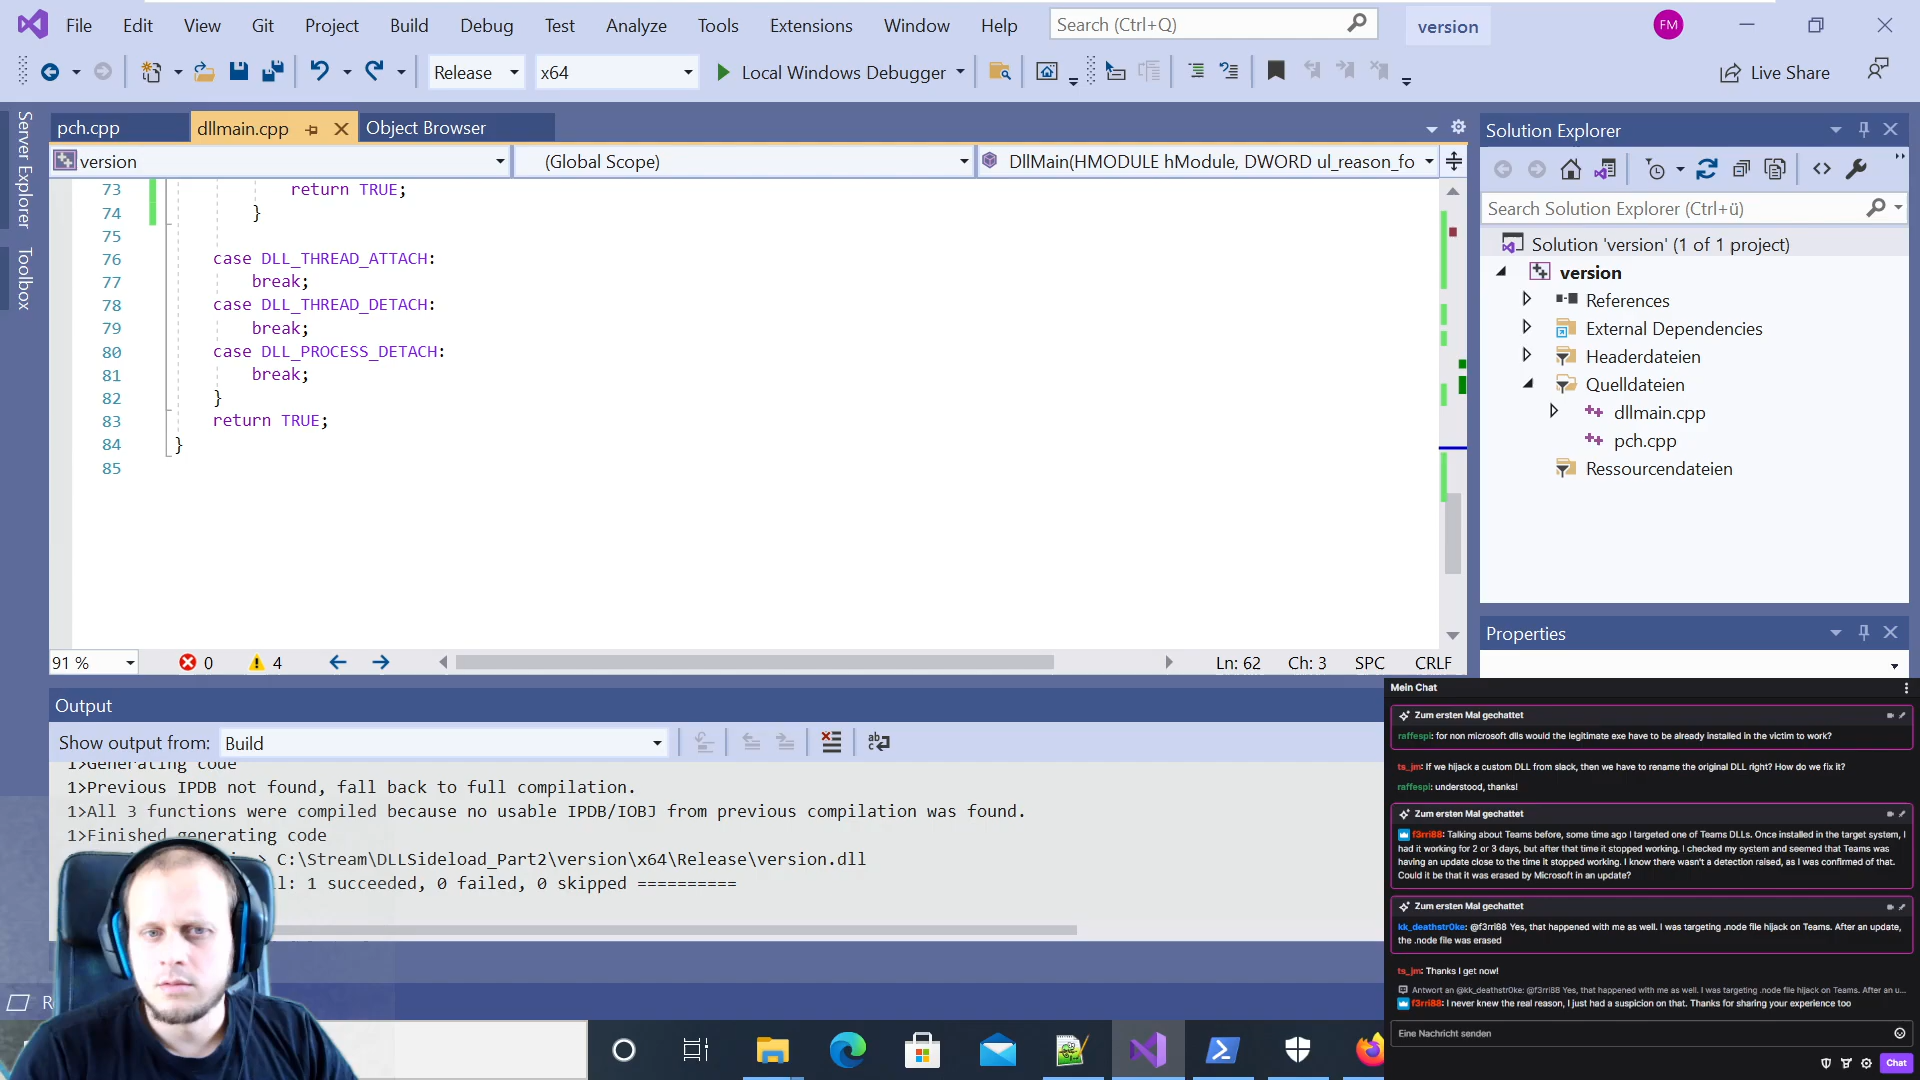 File Edit View Git Project Build Debug Test Analyze Tools Extensions Window Help Search (Ctrl+Q) version FM
Release x64 Local Windows Debugger Live Share
Server Explorer
Toolbox
pch.cpp dllmain.cpp Object Browser
version (Global Scope) DllMain(HMODULE hModule, DWORD ul_reason_fo
73 return TRUE;
74 }
75
76 case DLL_THREAD_ATTACH:
77 break;
78 case DLL_THREAD_DETACH:
79 break;
80 case DLL_PROCESS_DETACH:
81 break;
82 }
83 return TRUE;
84 }
85
91 % 0 4 Ln: 62 Ch: 3 SPC CRLF
Solution Explorer
Search Solution Explorer (Ctrl+ü)
Solution 'version' (1 of 1 project)
version
References
External Dependencies
Headerdateien
Quelldateien
dllmain.cpp
pch.cpp
Ressourcendateien
Properties
Output
Show output from: Build
1>Generating code
1>Previous IPDB not found, fall back to full compilation.
1>All 3 functions were compiled because no usable IPDB/IOBJ from previous compilation was found.
1>Finished generating code
> C:\Stream\DLLSideload_Part2\version\x64\Release\version.dll
l: 1 succeeded, 0 failed, 0 skipped ==========
Mein Chat
Zum ersten Mal gechattet
raffespl: for non microsoft dlls would the legitimate exe have to be already installed in the victim to work?
ts_jm: If we hijack a custom DLL from slack, then we have to rename the original DLL right? How do we fix it?
raffespl: understood, thanks!
Zum ersten Mal gechattet
f3rri88: Talking about Teams before, some time ago I targeted one of Teams DLLs. Once installed in the target system, I
had it working for 2 or 3 days, but after that time it stopped working. I checked my system and seemed that Teams was
having an update close to the time it stopped working. I know there wasn't a detection raised, as I was confirmed of that.
Could it be that it was erased by Microsoft in an update?
Zum ersten Mal gechattet
kk_deathstr0ke: @f3rri88 Yes, that happened with me as well. I was targeting .node file hijack on Teams. After an update,
the .node file was erased
ts_jm: Thanks I get now!
Antwort an @kk_deathstr0ke: @f3rri88 Yes, that happened with me as well. I was targeting .node file hijack on Teams. After an u...
f3rri88: I never knew the real reason, I just had a suspicion on that. Thanks for sharing your experience too
Eine Nachricht senden
Chat